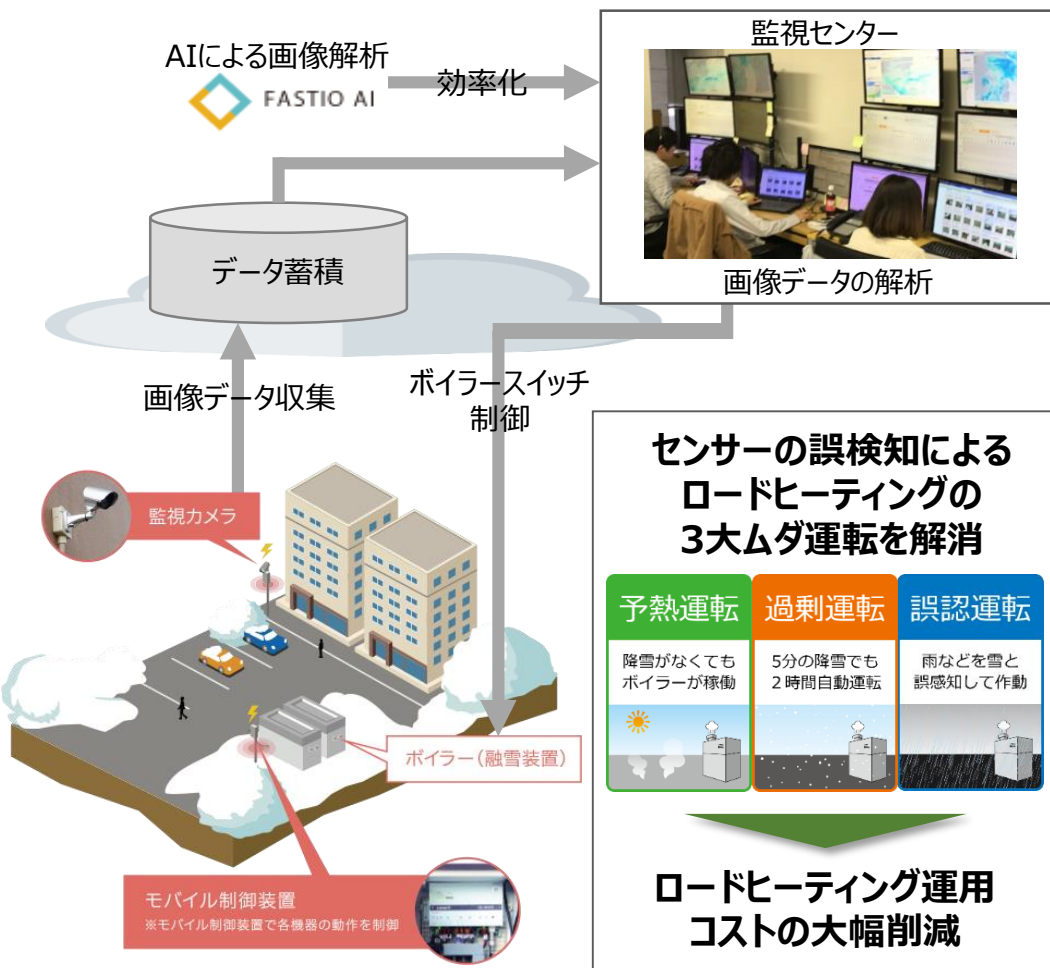 AIによる画像解析
FASTIO AI
効率化
監視センター
画像データの解析
データ蓄積
画像データ収集
ボイラースイッチ
制御
監視カメラ
ボイラー（融雪装置）
モバイル制御装置
※モバイル制御装置で各機器の動作を制御
センサーの誤検知による
ロードヒーティングの
3大ムダ運転を解消
予熱運転
降雪がなくても
ボイラーが稼働
過剰運転
5分の降雪でも
２時間自動運転
誤認運転
雨などを雪と
誤感知して作動
ロードヒーティング運用
コストの大幅削減